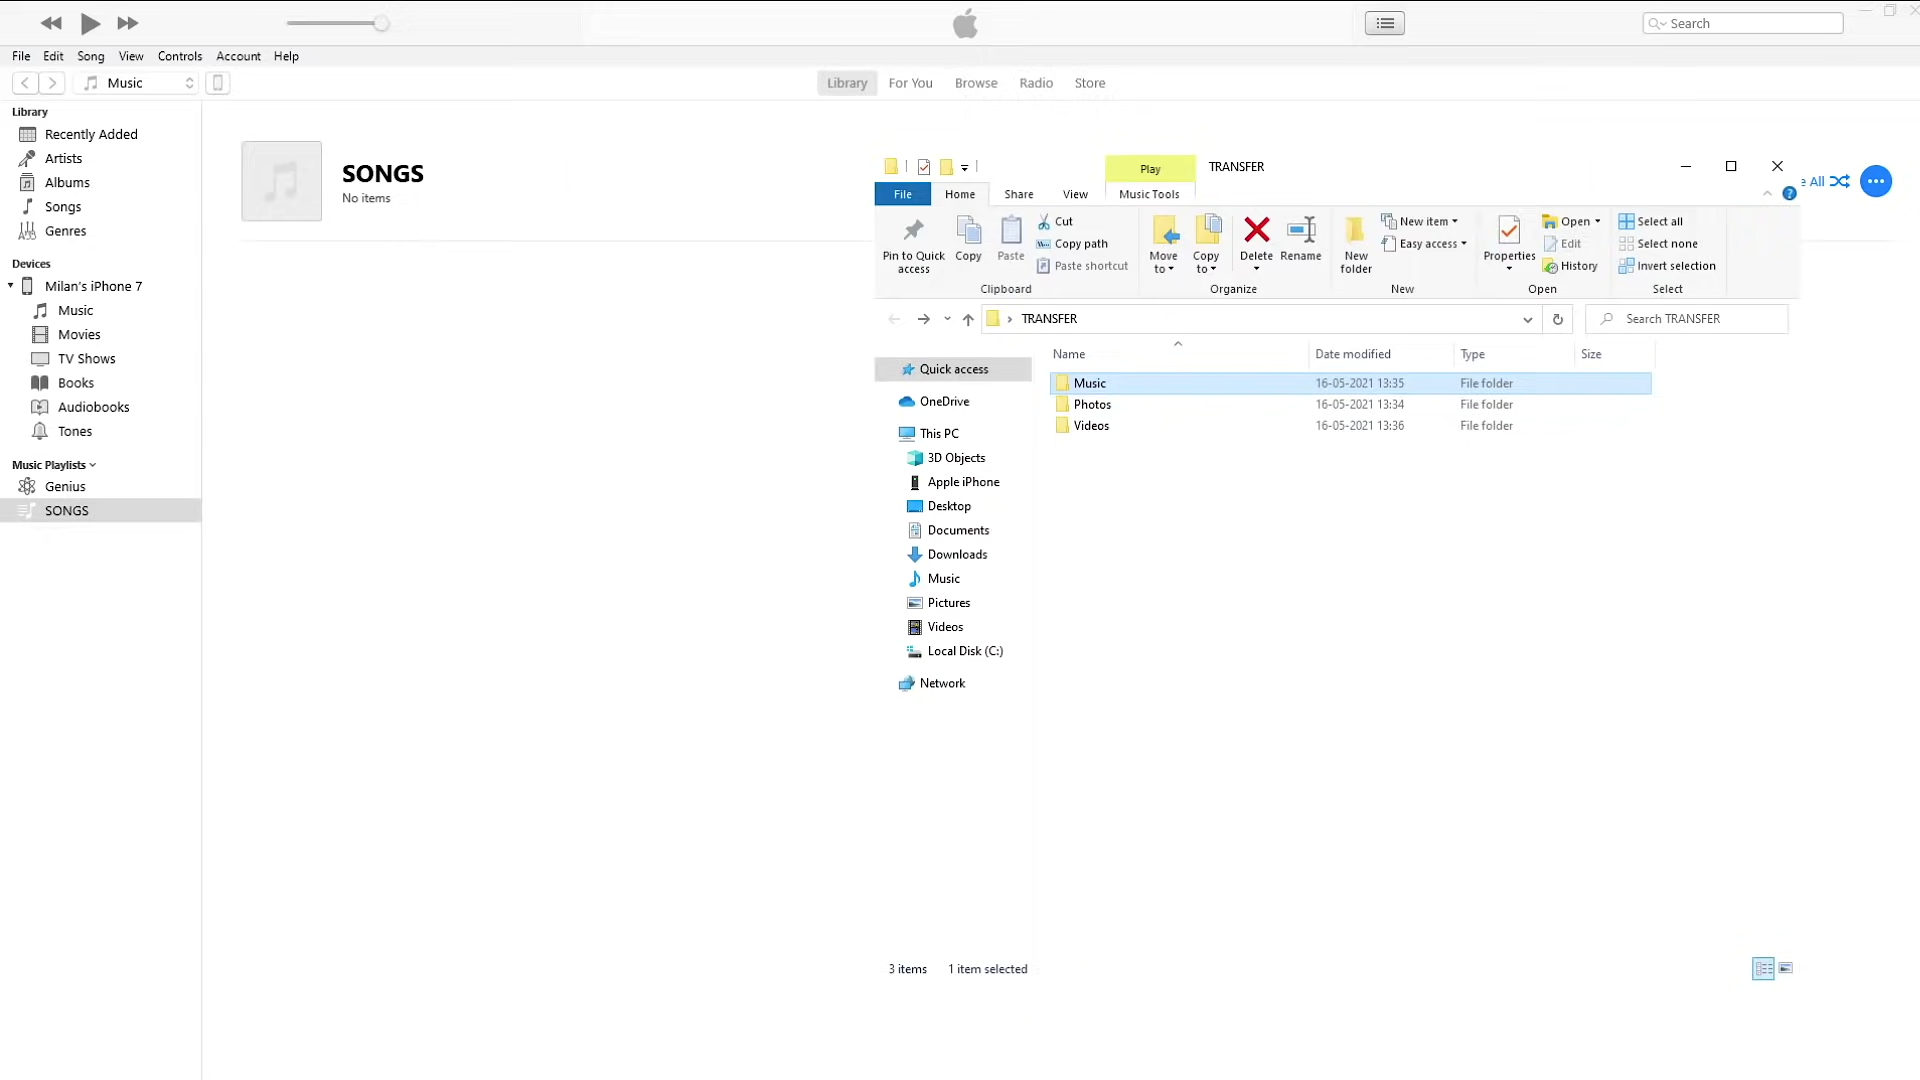 Search
File Edit Song View Controls Account Help
Music
Library For You Browse Radio Store
Library
Recently Added
Artists
Albums
Songs
Genres
Devices
Milan's iPhone 7
Music
Movies
TV Shows
Books
Audiobooks
Tones
Music Playlists
Genius
SONGS
SONGS
No items
e All
Play TRANSFER
File Home Share View Music Tools
Pin to Quick access
Copy
Paste
Cut
Copy path
Paste shortcut
Clipboard
Move to
Copy to
Delete
Rename
Organize
New folder
New item
Easy access
New
Properties
Open
Edit
History
Open
Select all
Select none
Invert selection
Select
TRANSFER
Search TRANSFER
Quick access
OneDrive
This PC
3D Objects
Apple iPhone
Desktop
Documents
Downloads
Music
Pictures
Videos
Local Disk (C:)
Network
Name Date modified Type Size
Music 16-05-2021 13:35 File folder
Photos 16-05-2021 13:34 File folder
Videos 16-05-2021 13:36 File folder
3 items 1 item selected